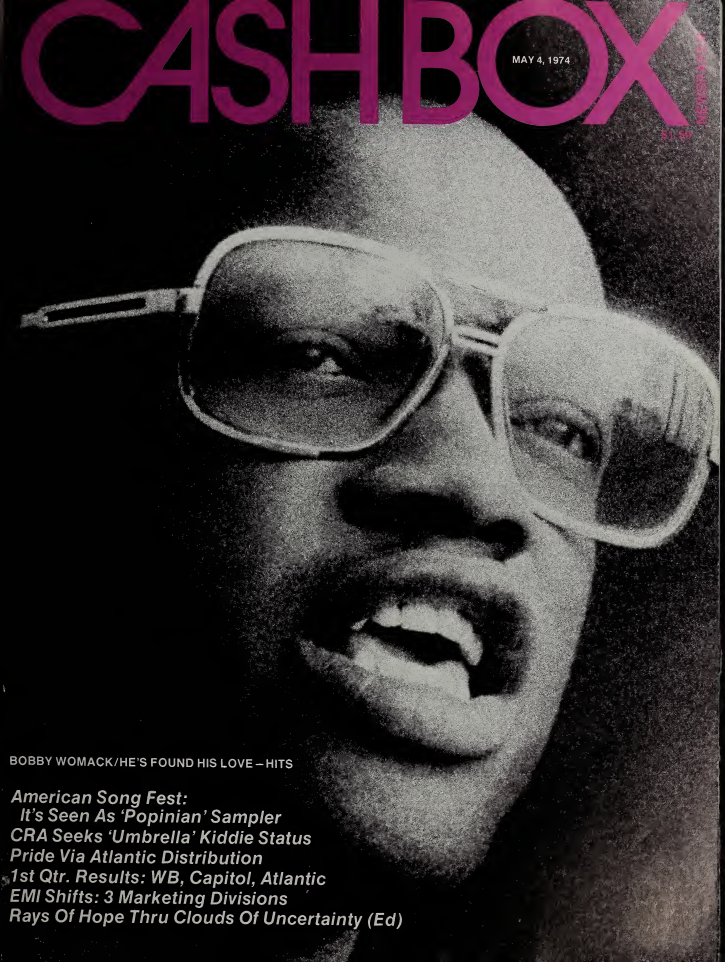 CASH BOX
MAY 4, 1974
BOBBY WOMACK/HE'S FOUND HIS LOVE – HITS
American Song Fest:
It's Seen As 'Popinian' Sampler
CRA Seeks 'Umbrella' Kiddie Status
Pride Via Atlantic Distribution
1st Qtr. Results: WB, Capitol, Atlantic
EMI Shifts: 3 Marketing Divisions
Rays Of Hope Thru Clouds Of Uncertainty (Ed)